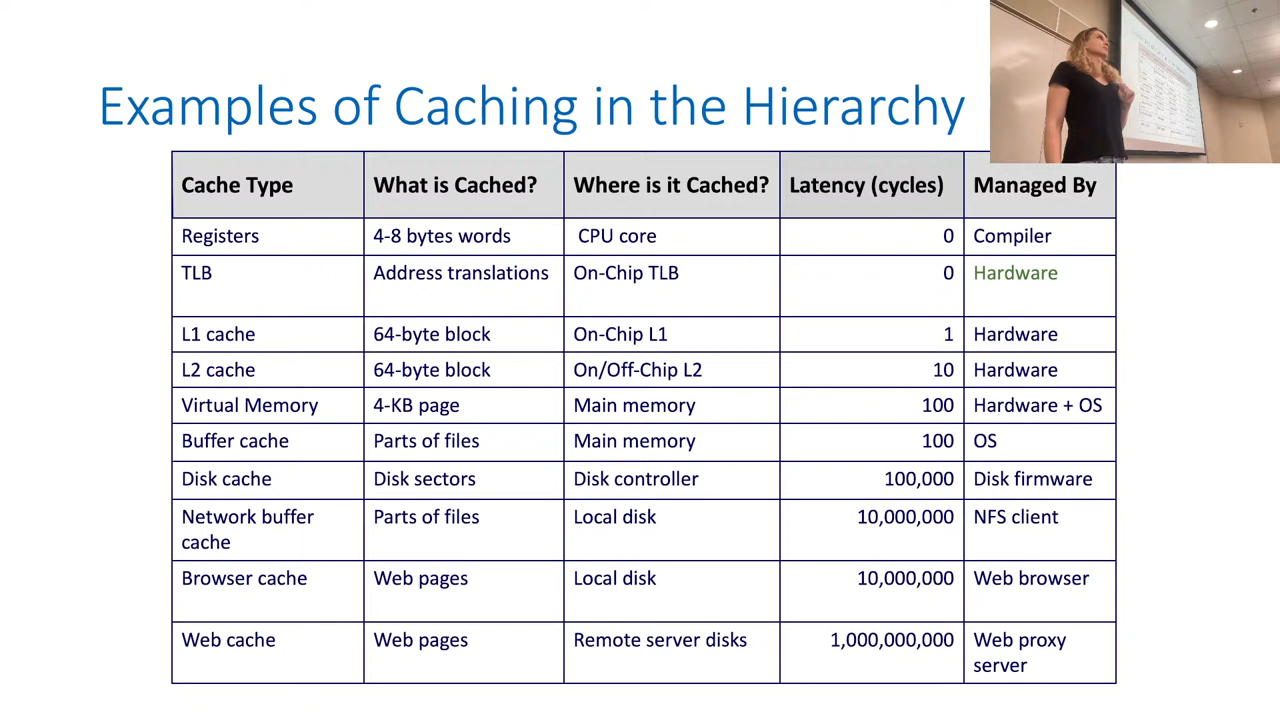 Examples of Caching in the Hierarchy
Cache Type What is Cached? Where is it Cached? Latency (cycles) Managed By
Registers 4-8 bytes words CPU core 0 Compiler
TLB Address translations On-Chip TLB 0 Hardware
L1 cache 64-byte block On-Chip L1 1 Hardware
L2 cache 64-byte block On/Off-Chip L2 10 Hardware
Virtual Memory 4-KB page Main memory 100 Hardware + OS
Buffer cache Parts of files Main memory 100 OS
Disk cache Disk sectors Disk controller 100,000 Disk firmware
Network buffer Parts of files Local disk 10,000,000 NFS client
cache
Browser cache Web pages Local disk 10,000,000 Web browser
Web cache Web pages Remote server disks 1,000,000,000 Web proxy
server